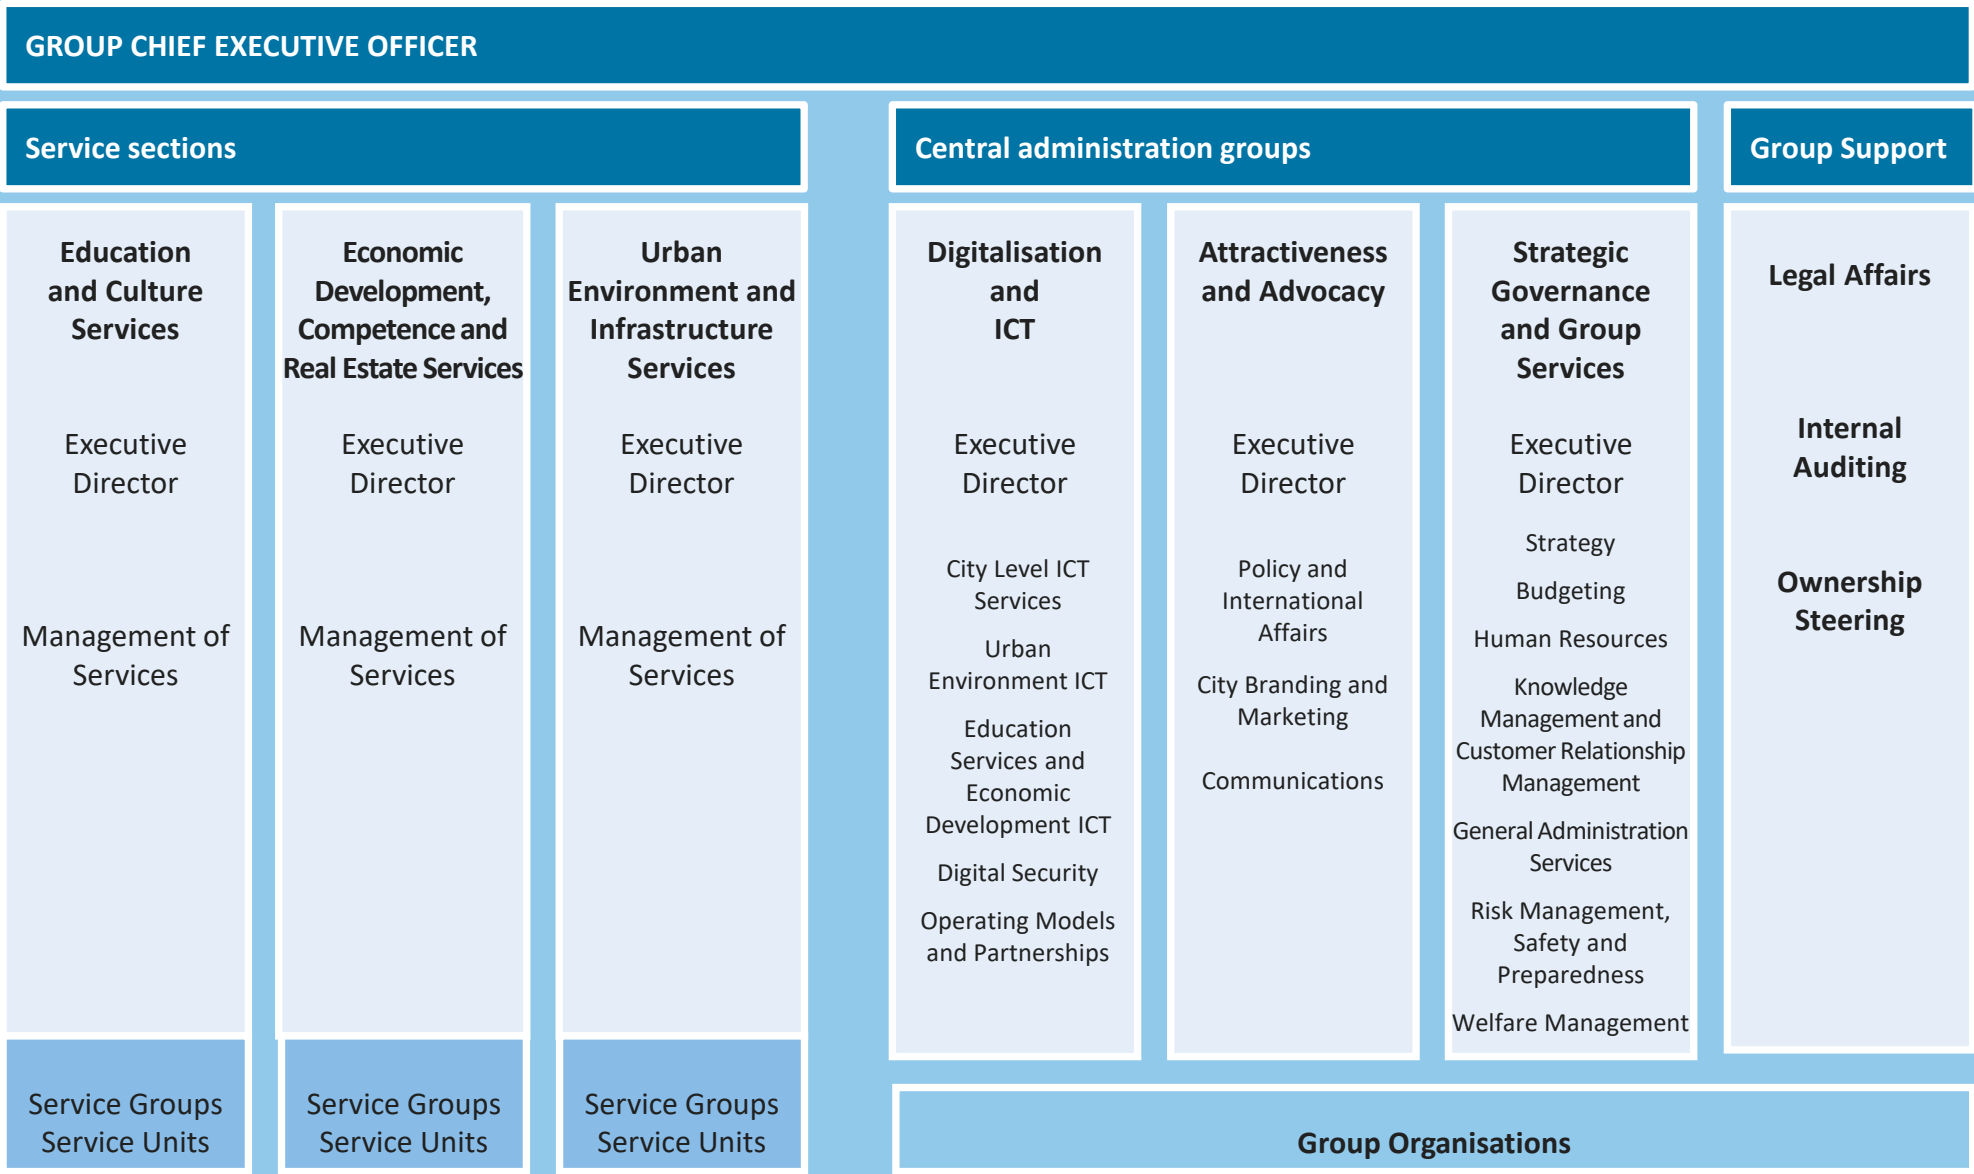 GROUP CHIEF EXECUTIVE OFFICER
Service sections
Education
and Culture
Services
Executive
Director
Management of
Services
Service Groups
Service Units
Economic
Development,
Competence and
Real Estate Services
Executive
Director
Management of
Services
Service Groups
Service Units
Urban
Environment and
Infrastructure
Services
Executive
Director
Management of
Services
Service Groups
Service Units
Central administration groups
Digitalisation
and
ICT
Executive
Director
City Level ICT
Services
Urban
Environment ICT
Education
Services and
Economic
Development ICT
Digital Security
Operating Models
and Partnerships
Attractiveness
and Advocacy
Executive
Director
Policy and
International
Affairs
City Branding and
Marketing
Communications
Strategic
Governance
and Group
Services
Executive
Director
Strategy
Budgeting
Human Resources
Knowledge
Management and
Customer Relationship
Management
General Administration
Services
Risk Management,
Safety and
Preparedness
Welfare Management
Group Support
Legal Affairs
Internal
Auditing
Ownership
Steering
Group Organisations